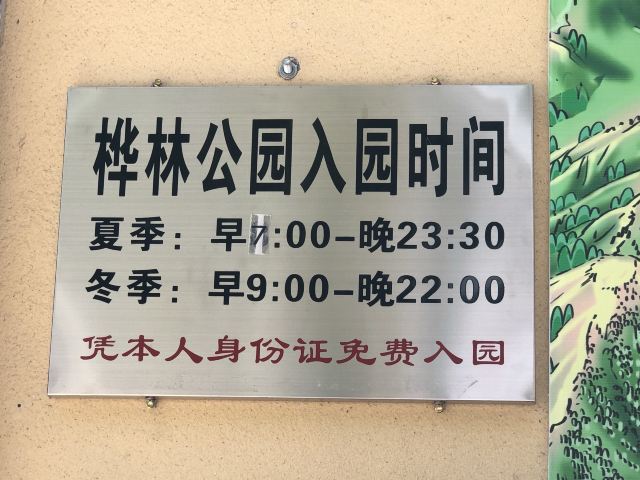 桦林公园入园时间
夏季：早7:00-晚23:30
冬季：早9:00-晚22:00
凭本人身份证免费入园